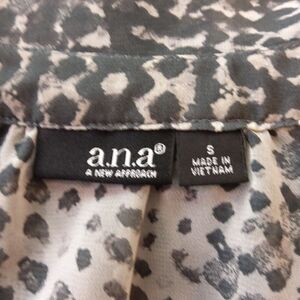 a.n.a®
A NEW APPROACH
S
MADE IN
VIETNAM